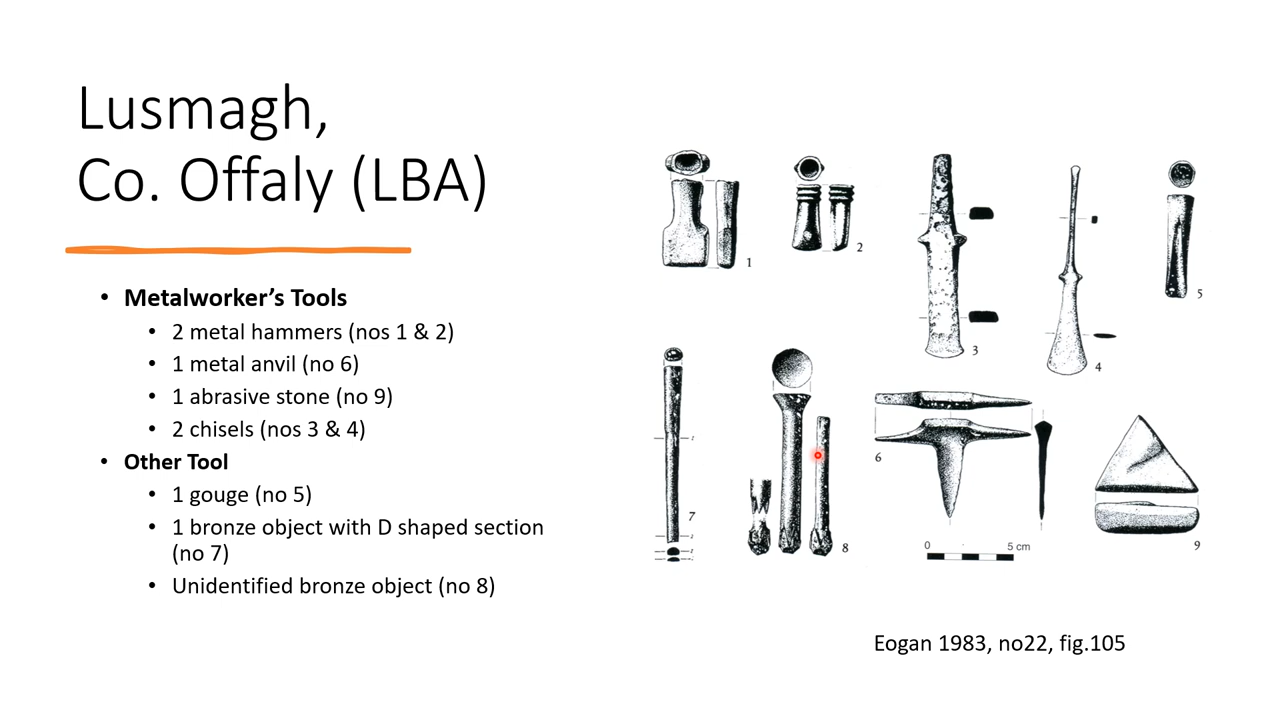 Lusmagh,
Co. Offaly (LBA)
• Metalworker’s Tools
• 2 metal hammers (nos 1 & 2)
• 1 metal anvil (no 6)
• 1 abrasive stone (no 9)
• 2 chisels (nos 3 & 4)
• Other Tool
• 1 gouge (no 5)
• 1 bronze object with D shaped section
(no 7)
• Unidentified bronze object (no 8)
1
2
3
4
5
6
7
8
9
0 5 cm
Eogan 1983, no22, fig.105